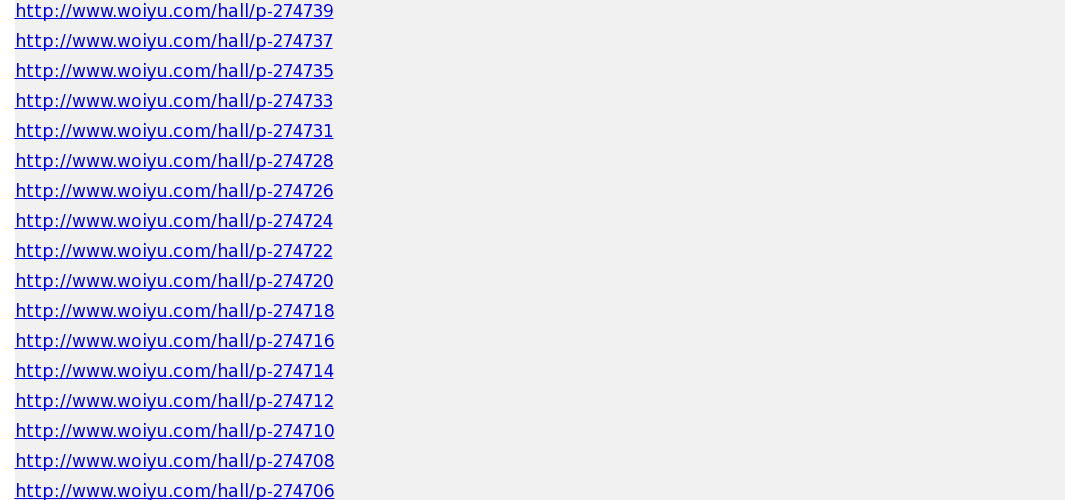 http://www.woiyu.com/hall/p-274739
http://www.woiyu.com/hall/p-274737
http://www.woiyu.com/hall/p-274735
http://www.woiyu.com/hall/p-274733
http://www.woiyu.com/hall/p-274731
http://www.woiyu.com/hall/p-274728
http://www.woiyu.com/hall/p-274726
http://www.woiyu.com/hall/p-274724
http://www.woiyu.com/hall/p-274722
http://www.woiyu.com/hall/p-274720
http://www.woiyu.com/hall/p-274718
http://www.woiyu.com/hall/p-274716
http://www.woiyu.com/hall/p-274714
http://www.woiyu.com/hall/p-274712
http://www.woiyu.com/hall/p-274710
http://www.woiyu.com/hall/p-274708
http://www.woiyu.com/hall/p-274706